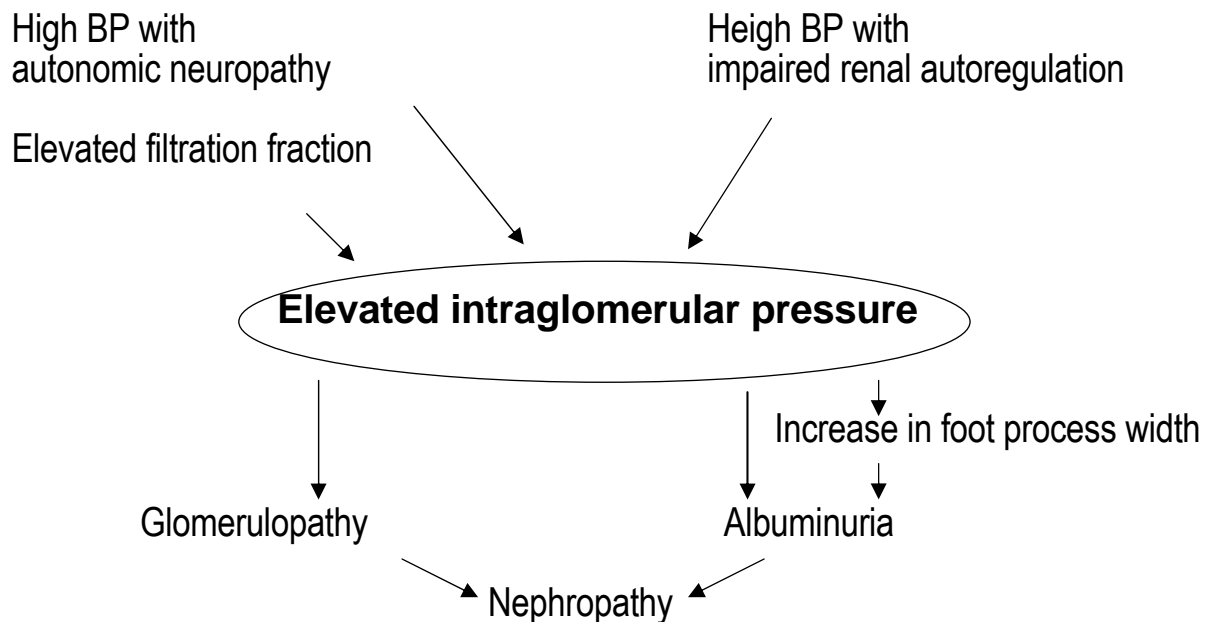 High BP with
autonomic neuropathy
Heigh BP with
impaired renal autoregulation
Elevated filtration fraction
Elevated intraglomerular pressure
Increase in foot process width
Glomerulopathy
Albuminuria
Nephropathy